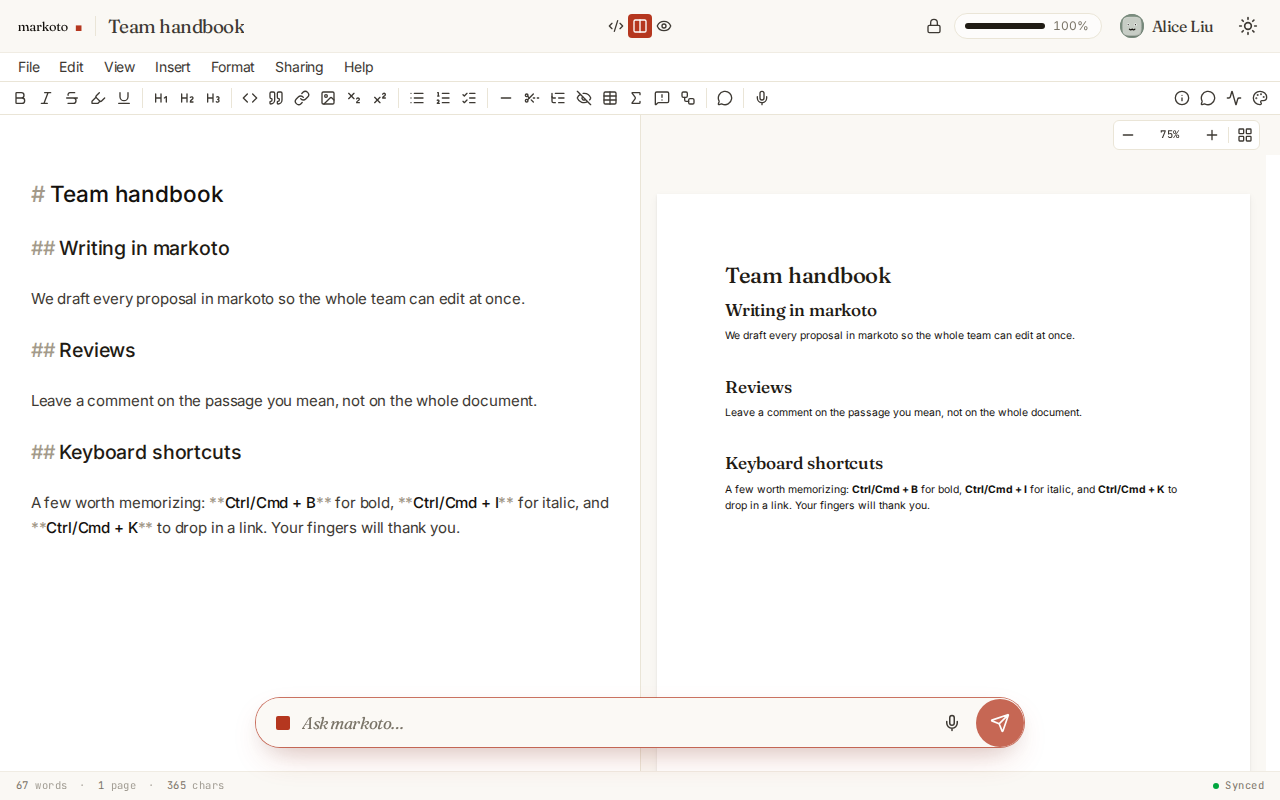 markoto
Team handbook
100%
Alice Liu
File Edit View Insert Format Sharing Help
H1 H2 H3
75%
# Team handbook
## Writing in markoto
We draft every proposal in markoto so the whole team can edit at once.
## Reviews
Leave a comment on the passage you mean, not on the whole document.
## Keyboard shortcuts
A few worth memorizing: **Ctrl/Cmd + B** for bold, **Ctrl/Cmd + I** for italic, and
**Ctrl/Cmd + K** to drop in a link. Your fingers will thank you.
Team handbook
Writing in markoto
We draft every proposal in markoto so the whole team can edit at once.
Reviews
Leave a comment on the passage you mean, not on the whole document.
Keyboard shortcuts
A few worth memorizing: Ctrl/Cmd + B for bold, Ctrl/Cmd + I for italic, and Ctrl/Cmd + K to
drop in a link. Your fingers will thank you.
Ask markoto...
67 words · 1 page · 365 chars
Synced